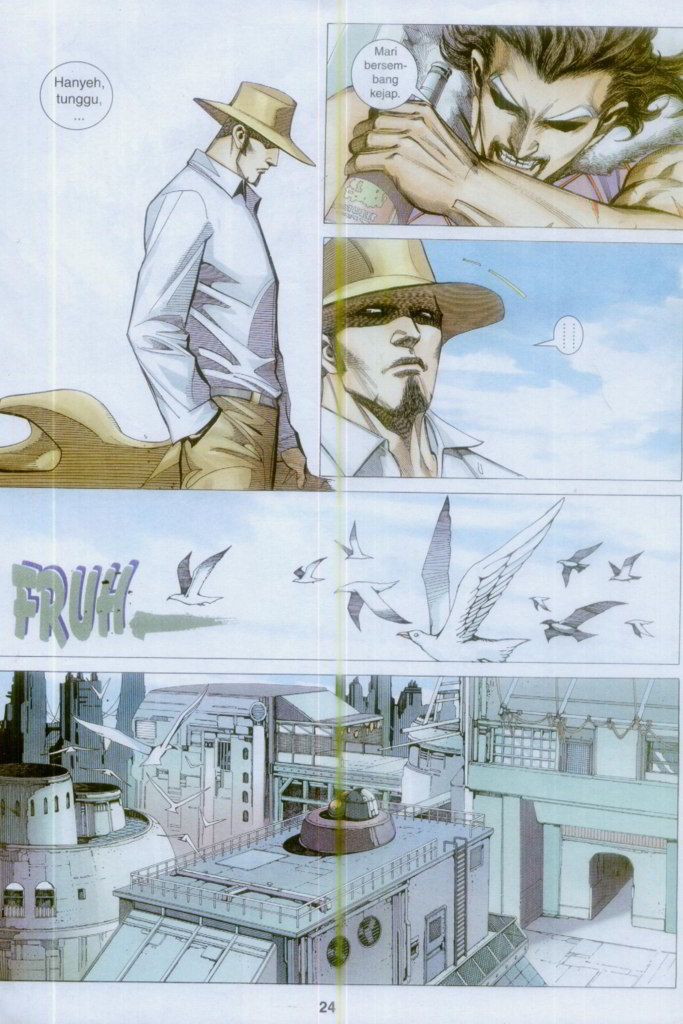 Hanyeh,
tunggu,
...
Mari
bersem-
bang
kejap.
FRUH
24